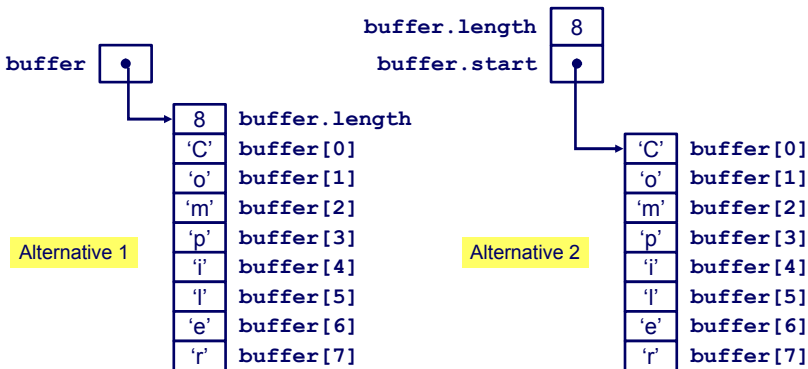 buffer.length 8
buffer
buffer.start
8 buffer.length
‘C’ buffer[0]
‘o’ buffer[1]
‘m’ buffer[2]
‘p’ buffer[3]
‘i’ buffer[4]
‘l’ buffer[5]
‘e’ buffer[6]
‘r’ buffer[7]
Alternative 1
‘C’ buffer[0]
‘o’ buffer[1]
‘m’ buffer[2]
‘p’ buffer[3]
‘i’ buffer[4]
‘l’ buffer[5]
‘e’ buffer[6]
‘r’ buffer[7]
Alternative 2